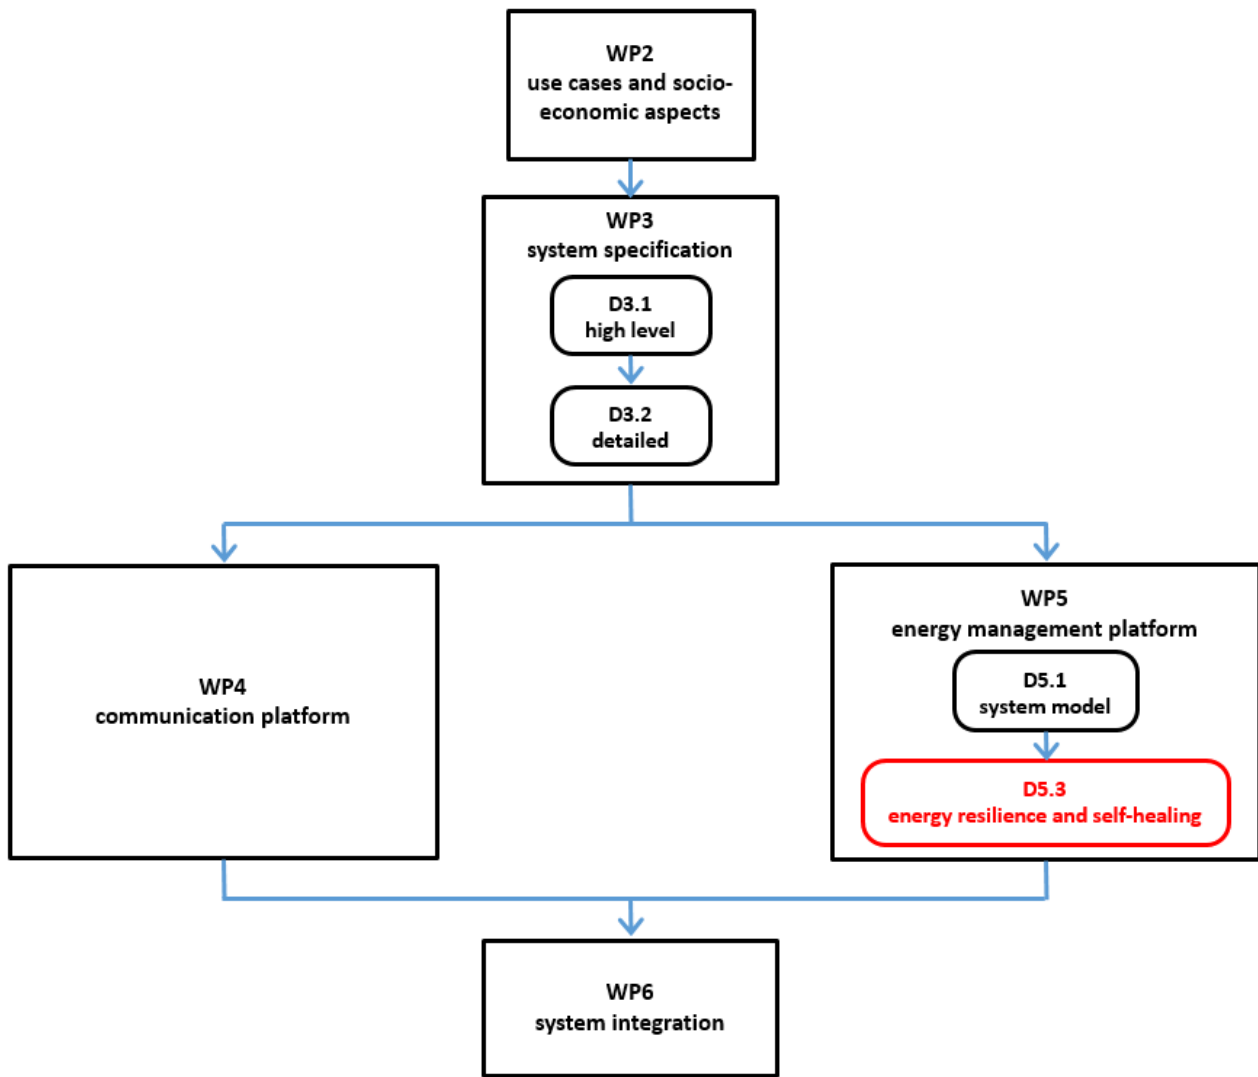 WP2
use cases and socio-
economic aspects
WP3
system specification
D3.1
high level
D3.2
detailed
WP4
communication platform
WP5
energy management platform
D5.1
system model
D5.3
energy resilience and self-healing
WP6
system integration